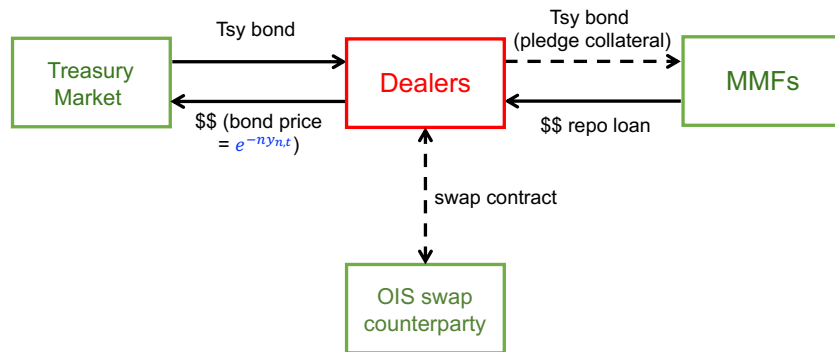 Tsy bond
Treasury
Market
$$ (bond price
= e^{-ny_{n,t}})
Dealers
Tsy bond
(pledge collateral)
$$ repo loan
MMFs
swap contract
OIS swap
counterparty